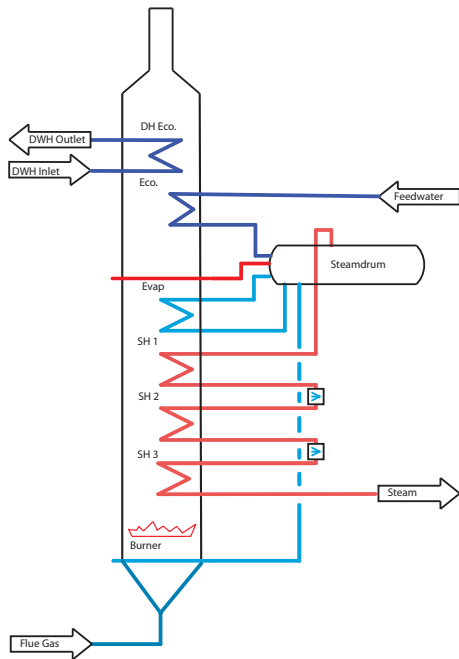 DH Eco.
DWH Outlet
DWH Inlet
Eco.
Feedwater
Steamdrum
Evap
SH 1
SH 2
SH 3
Steam
Burner
Flue Gas